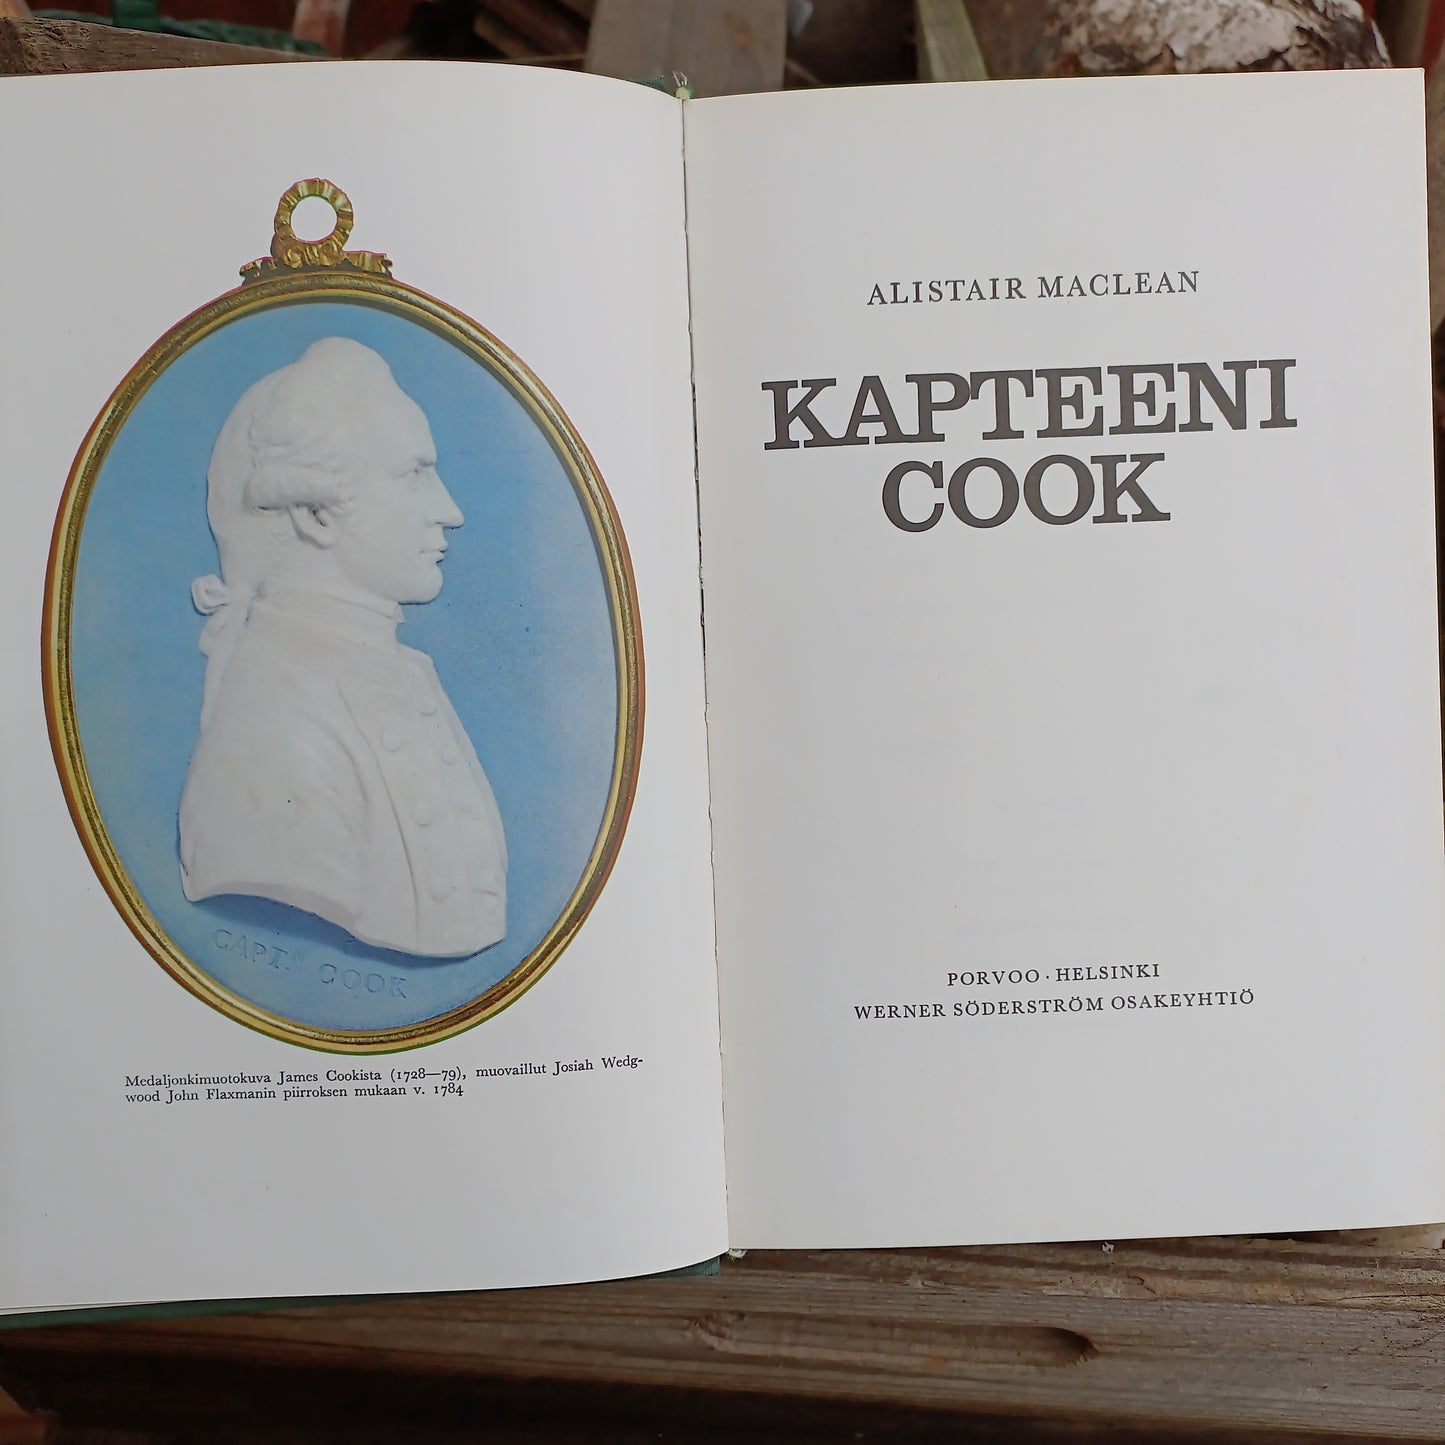 CAPT.N COOK
Medaljonkimuotokuva James Cookista (1728—79), muovaillut Josiah Wedg-
wood John Flaxmanin piirroksen mukaan v. 1784
ALISTAIR MACLEAN
KAPTEENI
COOK
PORVOO · HELSINKI
WERNER SÖDERSTRÖM OSAKEYHTIÖ